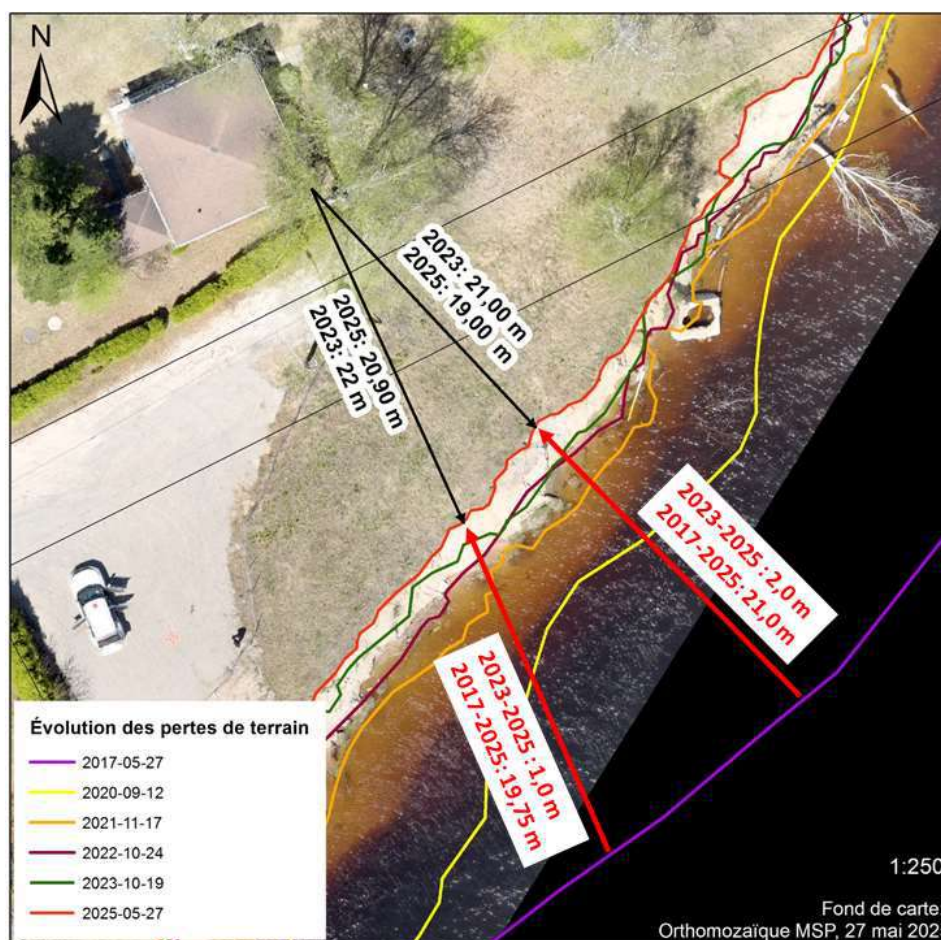 N
2023: 21,00 m
2025: 19,00 m
2025: 20,90 m
2023: 22 m
2023-2025 : 2,0 m
2017-2025: 21,0 m
2023-2025 : 1,0 m
2017-2025: 19,75 m
Évolution des pertes de terrain
2017-05-27
2020-09-12
2021-11-17
2022-10-24
2023-10-19
2025-05-27
1:250
Fond de carte
Orthomozaïque MSP, 27 mai 202